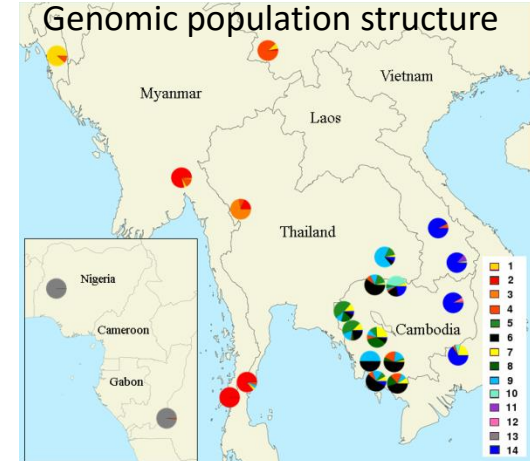 Genomic population structure
Vietnam
Myanmar
Laos
Thailand
Cambodia
Nigeria
Cameroon
Gabon
1
2
3
4
5
6
7
8
9
10
11
12
13
14